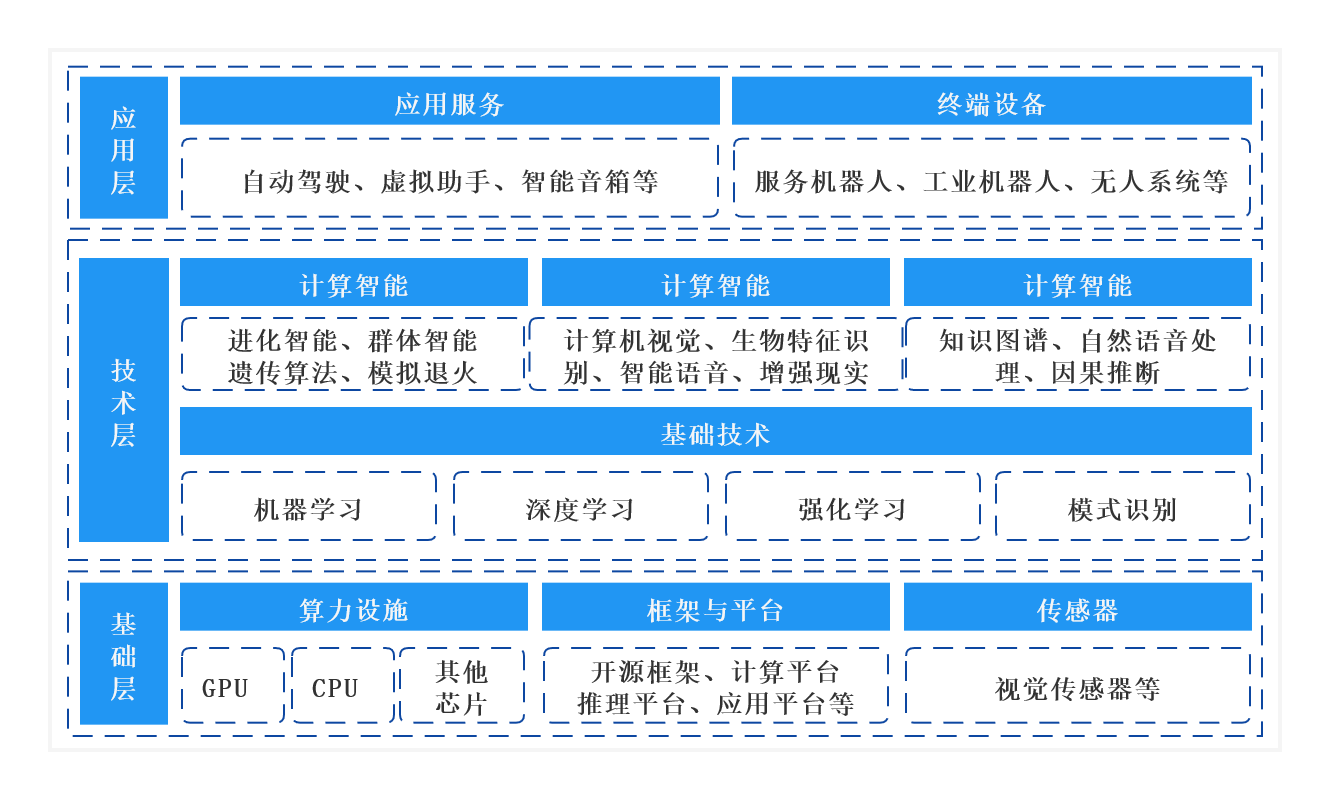 应用层
应用服务
终端设备
自动驾驶、虚拟助手、智能音箱等
服务机器人、工业机器人、无人系统等
技术层
计算智能
计算智能
计算智能
进化智能、群体智能
遗传算法、模拟退火
计算机视觉、生物特征识
别、智能语音、增强现实
知识图谱、自然语音处
理、因果推断
基础技术
机器学习
深度学习
强化学习
模式识别
基础层
算力设施
框架与平台
传感器
GPU
CPU
其他
芯片
开源框架、计算平台
推理平台、应用平台等
视觉传感器等